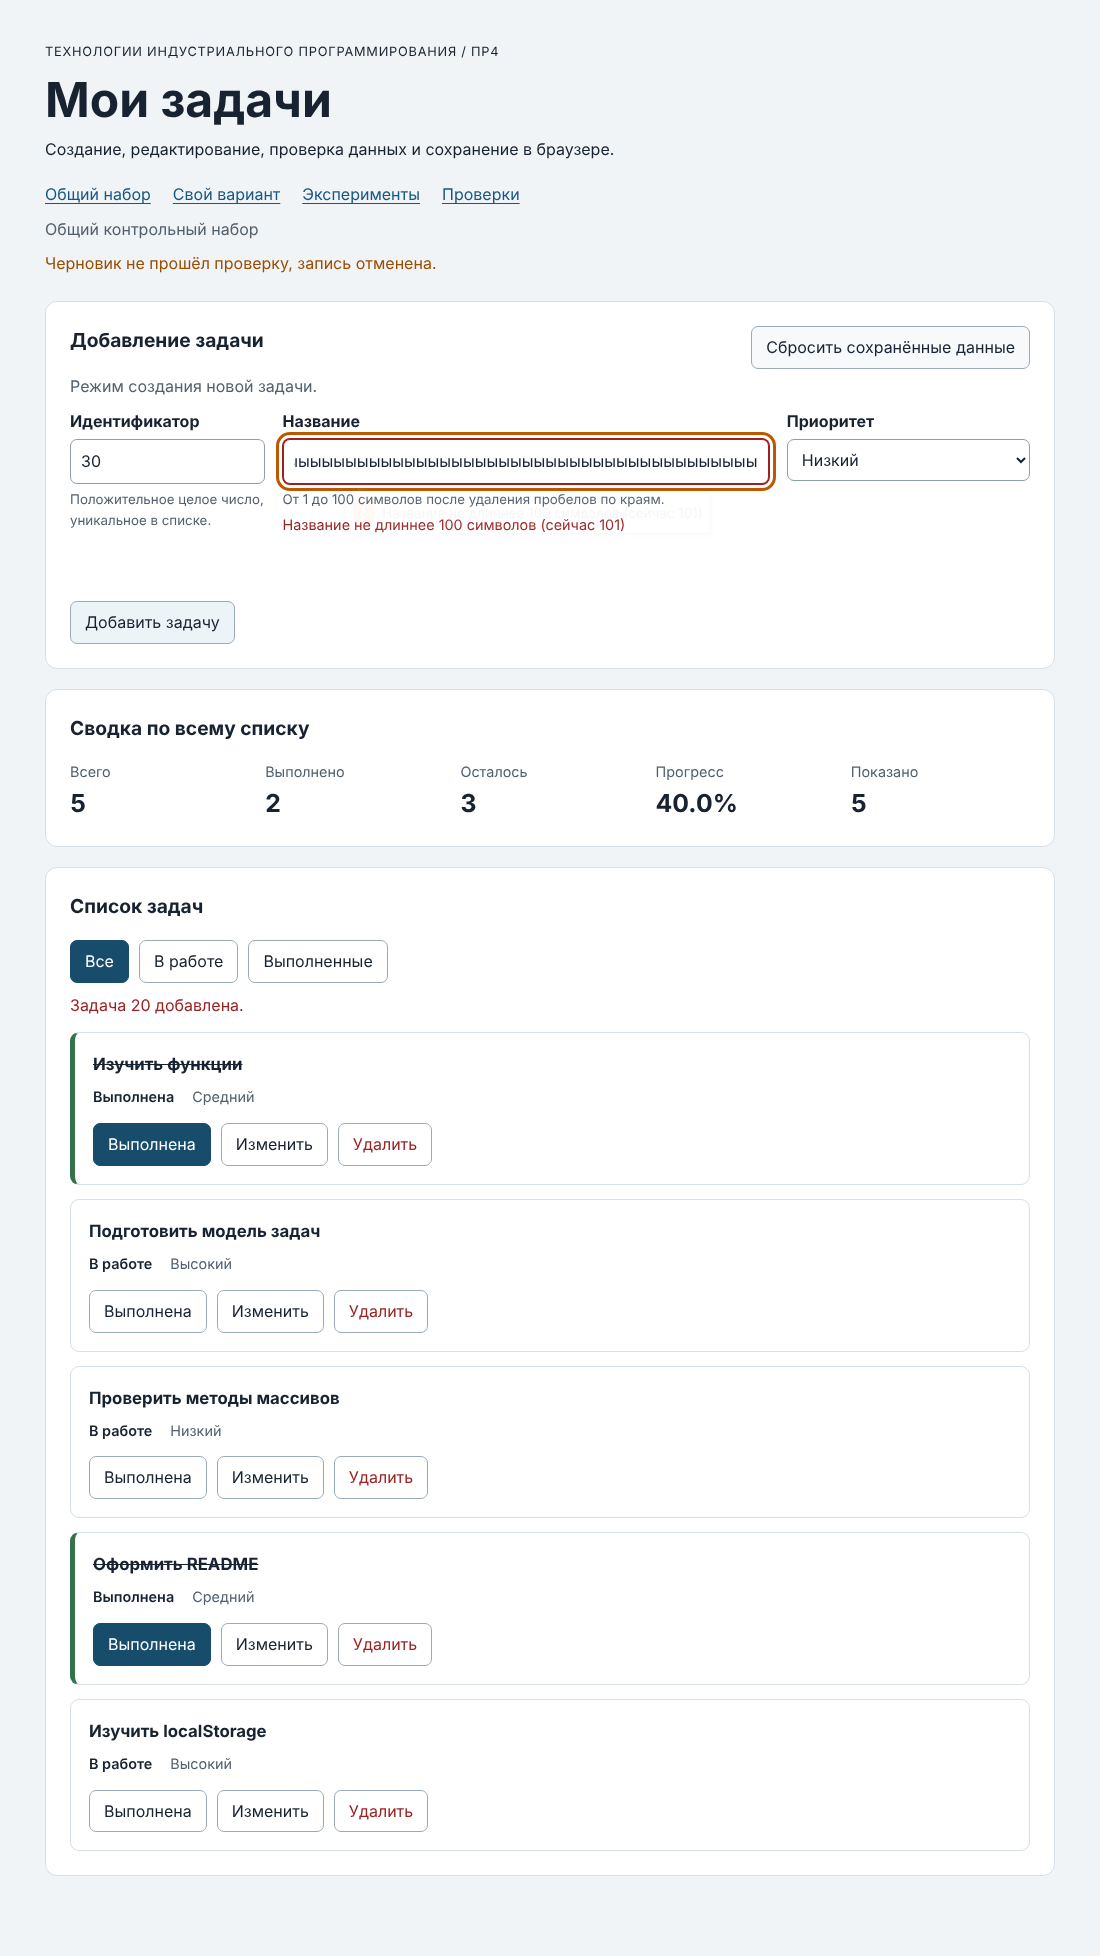 ТЕХНОЛОГИИ ИНДУСТРИАЛЬНОГО ПРОГРАММИРОВАНИЯ / ПР4
Мои задачи
Создание, редактирование, проверка данных и сохранение в браузере.
Общий набор Свой вариант Эксперименты Проверки
Общий контрольный набор
Черновик не прошёл проверку, запись отменена.
Добавление задачи
Сбросить сохранённые данные
Режим создания новой задачи.
Идентификатор Название Приоритет
30
Низкий
Положительное целое число,
уникальное в списке.
От 1 до 100 символов после удаления пробелов по краям.
Название не длиннее 100 символов (сейчас 101)
Добавить задачу
Сводка по всему списку
Всего Выполнено Осталось Прогресс Показано
5 2 3 40.0% 5
Список задач
Все В работе Выполненные
Задача 20 добавлена.
Изучить функции
Выполнена Средний
Выполнена Изменить Удалить
Подготовить модель задач
В работе Высокий
Выполнена Изменить Удалить
Проверить методы массивов
В работе Низкий
Выполнена Изменить Удалить
Оформить README
Выполнена Средний
Выполнена Изменить Удалить
Изучить localStorage
В работе Высокий
Выполнена Изменить Удалить